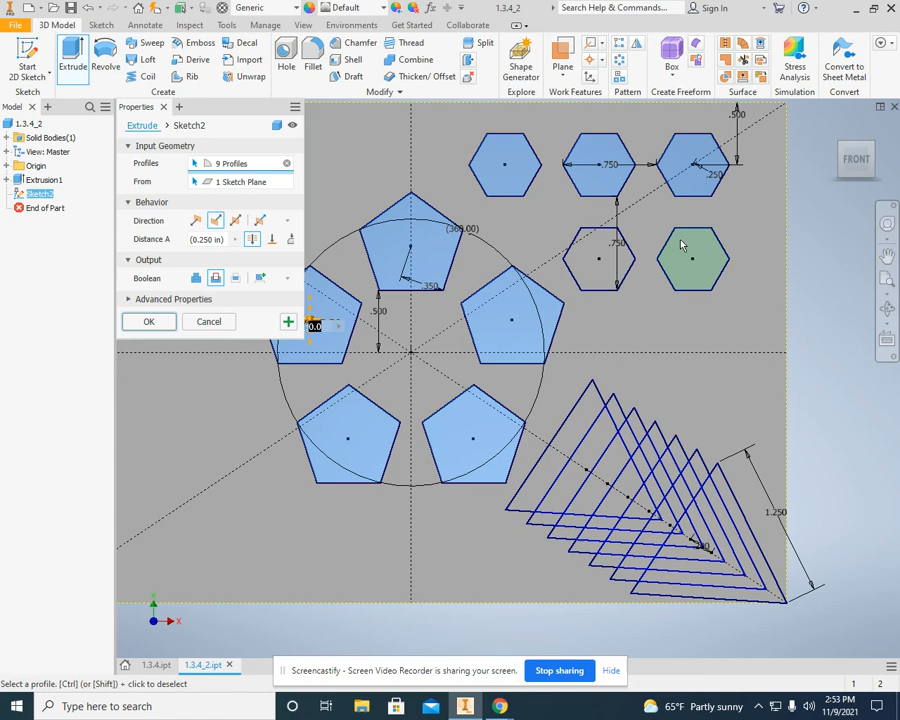 Generic
Default
1.3.4_2
Search Help & Commands...
Sign In
File
3D Model
Sketch
Annotate
Inspect
Tools
Manage
View
Environments
Get Started
Collaborate
Start
2D Sketch
Extrude
Revolve
Sweep
Emboss
Decal
Loft
Derive
Import
Coil
Rib
Unwrap
Hole
Fillet
Chamfer
Thread
Split
Shell
Combine
Draft
Thicken/ Offset
Shape
Generator
Plane
Box
Stress
Analysis
Convert to
Sheet Metal
Sketch
Create
Modify
Explore
Work Features
Pattern
Create Freeform
Surface
Simulation
Convert
Model
1.3.4_2
Solid Bodies(1)
View: Master
Origin
Extrusion1
Sketch2
End of Part
Properties
Extrude > Sketch2
Input Geometry
Profiles
9 Profiles
From
1 Sketch Plane
Behavior
Direction
Distance A
(0.250 in)
Output
Boolean
Advanced Properties
OK
Cancel
.500
.750
.250
.750
(360.00)
.350
.500
0.0
1.250
.200
FRONT
Y
X
1.3.4.ipt
1.3.4_2.ipt
Screencastify - Screen Video Recorder is sharing your screen.
Stop sharing
Hide
Select a profile. [Ctrl] (or [Shift]) + click to deselect
1
2
Type here to search
65°F Partly sunny
2:53 PM
11/9/2021